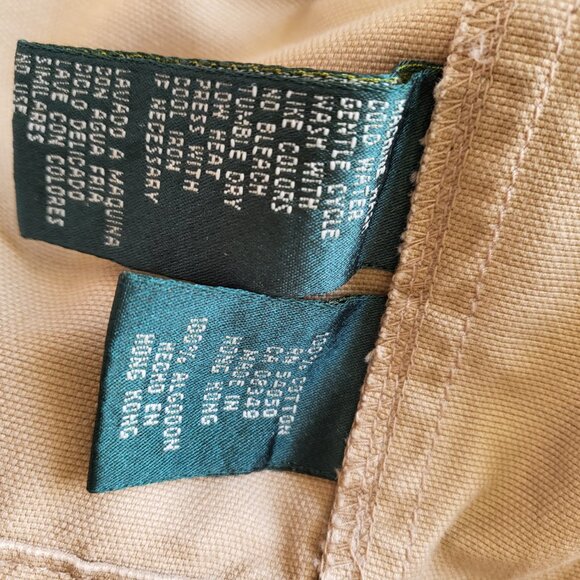 COLD WATER
GENTLE CYCLE
WASH WITH
LIKE COLORS
NO BLEACH
TUMBLE DRY
LOW HEAT
PRESS WITH
COOL IRON
IF NECESSARY
LAVADO A MAQUINA
CON AGUA FRIA
CICLO DELICADO
LAVE CON COLORES
SIMILARES
NO USE
100% COTTON
RN 54050
CA 08349
MADE IN
HONG KONG
100% ALGODON
HECHO EN
HONG KONG